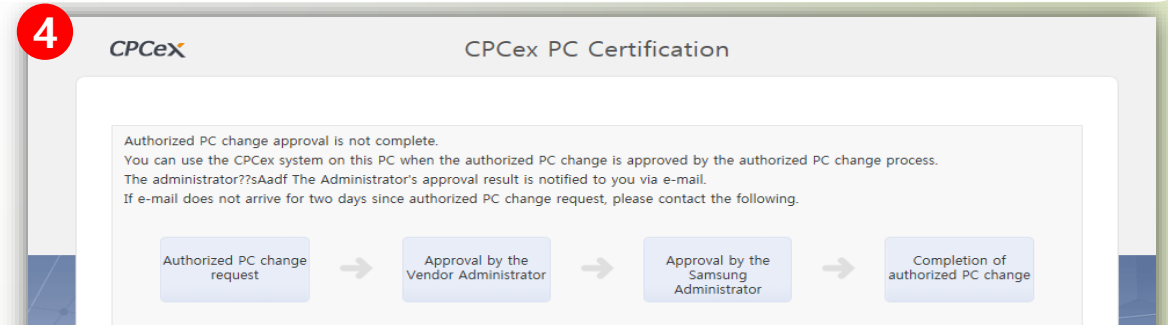 4
CPCex
CPCex PC Certification
Authorized PC change approval is not complete.
You can use the CPCex system on this PC when the authorized PC change is approved by the authorized PC change process.
The administrator??sAadf The Administrator's approval result is notified to you via e-mail.
If e-mail does not arrive for two days since authorized PC change request, please contact the following.
Authorized PC change
request
Approval by the
Vendor Administrator
Approval by the
Samsung
Administrator
Completion of
authorized PC change